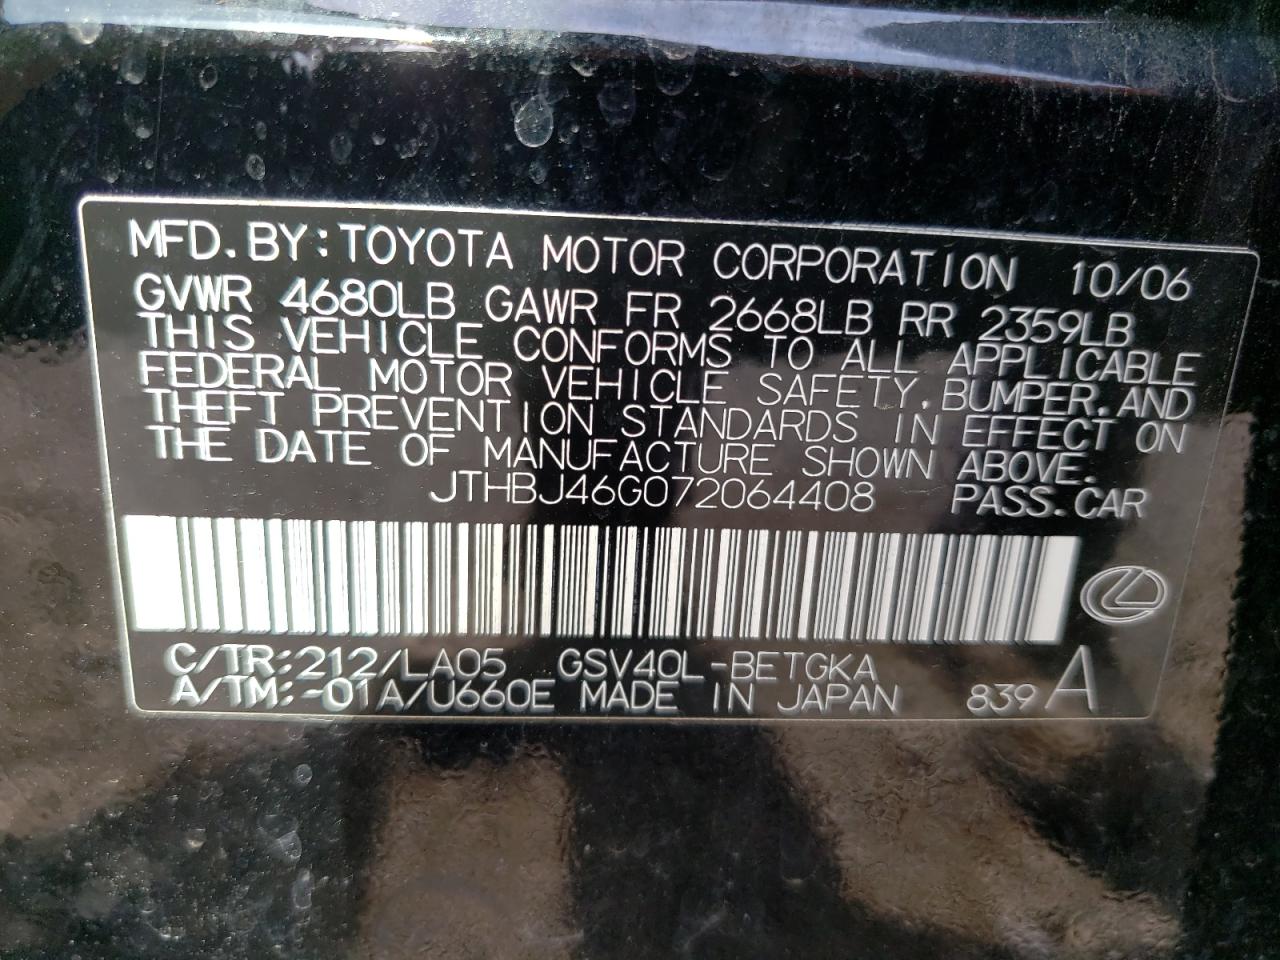 MFD.BY:TOYOTA MOTOR CORPORATION 10/06
GVWR 4680LB GAWR FR 2668LB RR 2359LB
THIS VEHICLE CONFORMS TO ALL APPLICABLE
FEDERAL MOTOR VEHICLE SAFETY,BUMPER,AND
THEFT PREVENTION STANDARDS IN EFFECT ON
THE DATE OF MANUFACTURE SHOWN ABOVE.
JTHBJ46G072064408 PASS.CAR
C/TR:212/LA05 GSV40L-BETGKA
A/TM:-01A/U660E MADE IN JAPAN 839 A